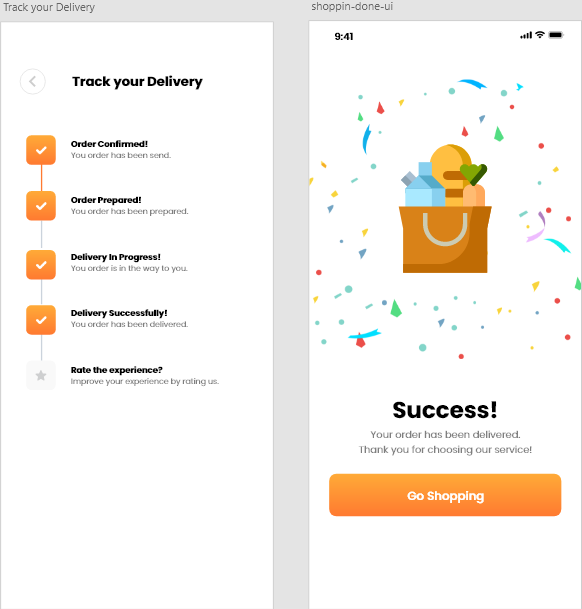 Track your Delivery
Track your Delivery
Order Confirmed!
You order has been send.
Order Prepared!
You order has been prepared.
Delivery In Progress!
You order is in the way to you.
Delivery Successfully!
You order has been delivered.
Rate the experience?
Improve your experience by rating us.
shoppin-done-ui
9:41
Success!
Your order has been delivered.
Thank you for choosing our service!
Go Shopping